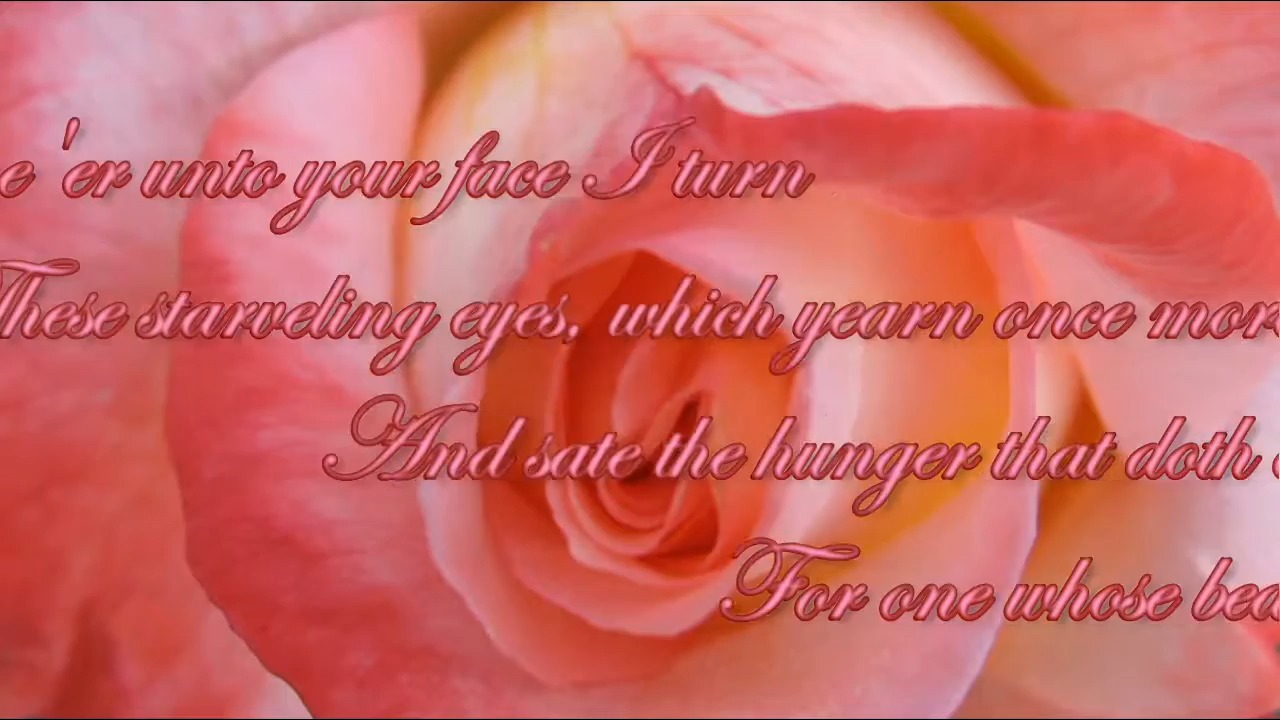 e'er unto your face I turn
These starveling eyes, which yearn once mor
And sate the hunger that doth
For one whose bea